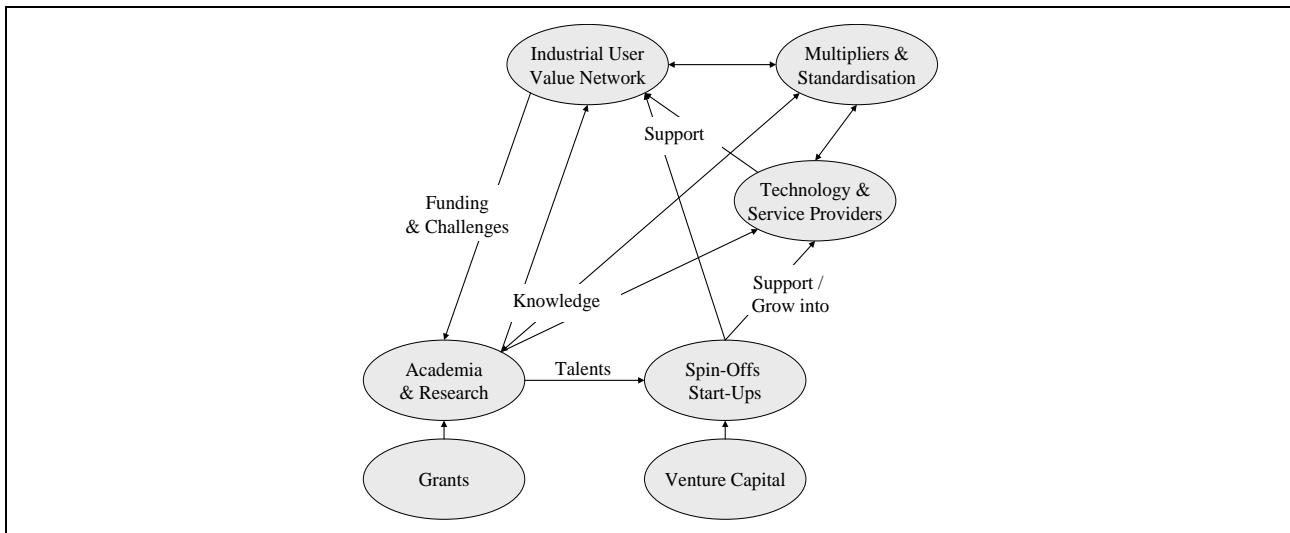 Industrial User
Value Network
Multipliers &
Standardisation
Support
Technology &
Service Providers
Funding
& Challenges
Support /
Grow into
Knowledge
Academia
& Research
Talents
Spin-Offs
Start-Ups
Grants
Venture Capital